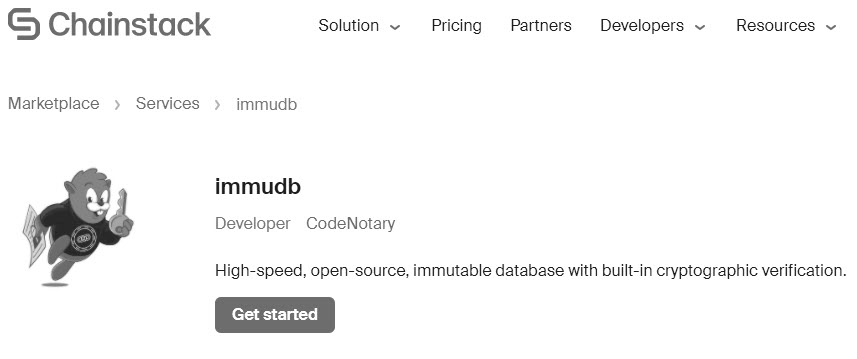 Chainstack Solution Pricing Partners Developers Resources
Marketplace > Services > immudb
immudb
Developer CodeNotary
High-speed, open-source, immutable database with built-in cryptographic verification.
Get started